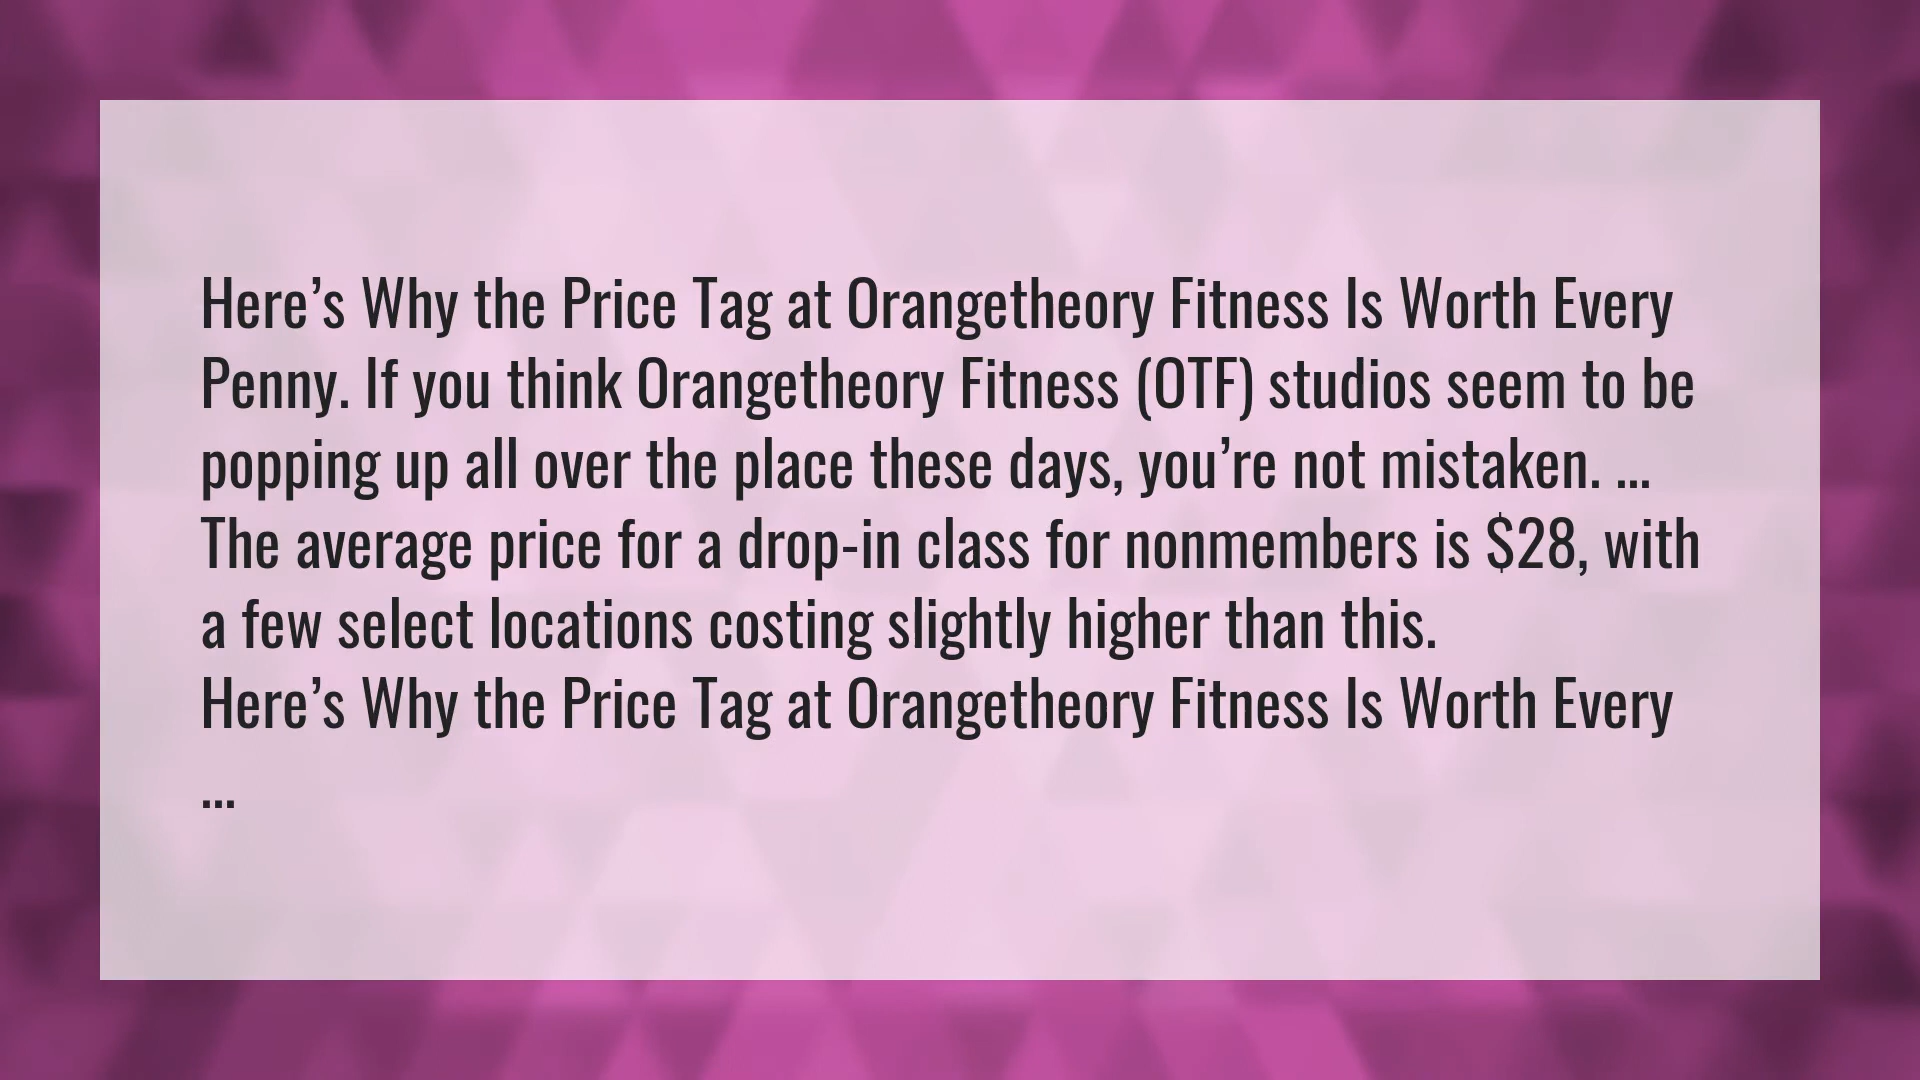 Here’s Why the Price Tag at Orangetheory Fitness Is Worth Every
Penny. If you think Orangetheory Fitness (OTF) studios seem to be
popping up all over the place these days, you’re not mistaken. ...
The average price for a drop-in class for nonmembers is $28, with
a few select locations costing slightly higher than this.
Here’s Why the Price Tag at Orangetheory Fitness Is Worth Every
...